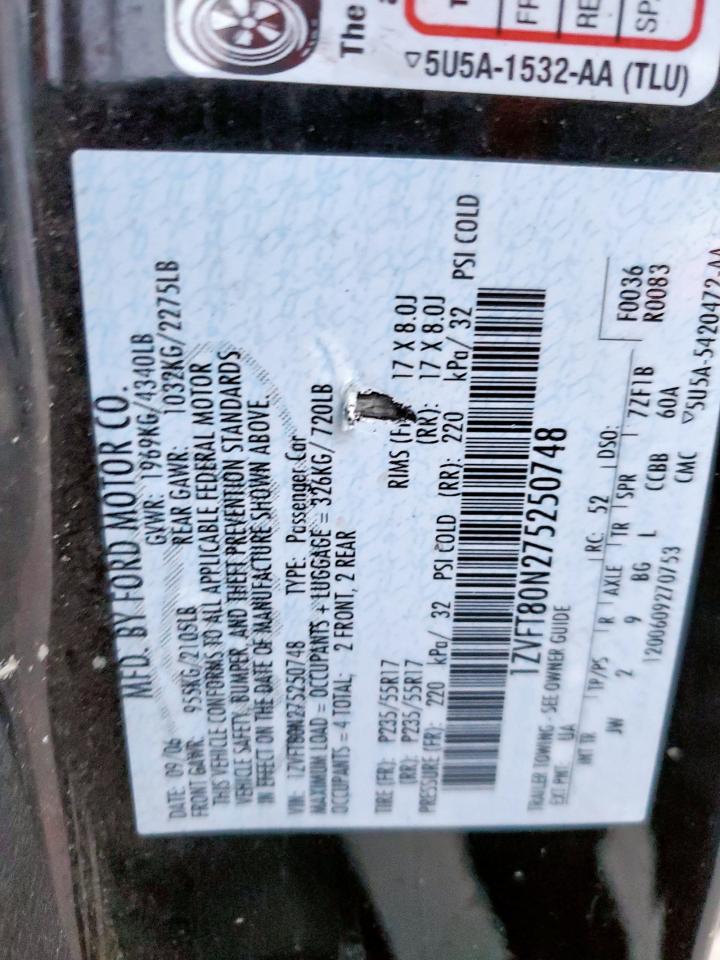 The
FR
RE
SP
5U5A-1532-AA (TLU)
MFD. BY FORD MOTOR CO.
DATE: 09/06 GVWR: 1969KG/4340LB
FRONT GAWR: 955KG/2105LB REAR GAWR: 1032KG/2275LB
THIS VEHICLE CONFORMS TO ALL APPLICABLE FEDERAL MOTOR
VEHICLE SAFETY, BUMPER, AND THEFT PREVENTION STANDARDS
IN EFFECT ON THE DATE OF MANUFACTURE SHOWN ABOVE.
VIN: 1ZVFT80N275250748 TYPE: Passenger Car
MAXIMUM LOAD = OCCUPANTS + LUGGAGE = 326KG/ 720LB
OCCUPANTS = 4 TOTAL; 2 FRONT, 2 REAR
TIRE (FR): P235/55R17 RIMS (F 17 X 8.0J
(RR): P235/55R17 (RR): 17 X 8.0J
PRESSURE (FR): 220 kPa/ 32 PSI COLD (RR): 220 kPa/ 32 PSI COLD
1ZVFT80N275250748
TRAILER TOWING - SEE OWNER GUIDE
EXT PNT: UA RC: 52 DSO: F0036
INT TR TP/PS R AXLE TR SPR R0083
JW 2 9 BG L CCBB 7ZF1B 60A
1200609270753 CMC 5U5A-5420472-AA